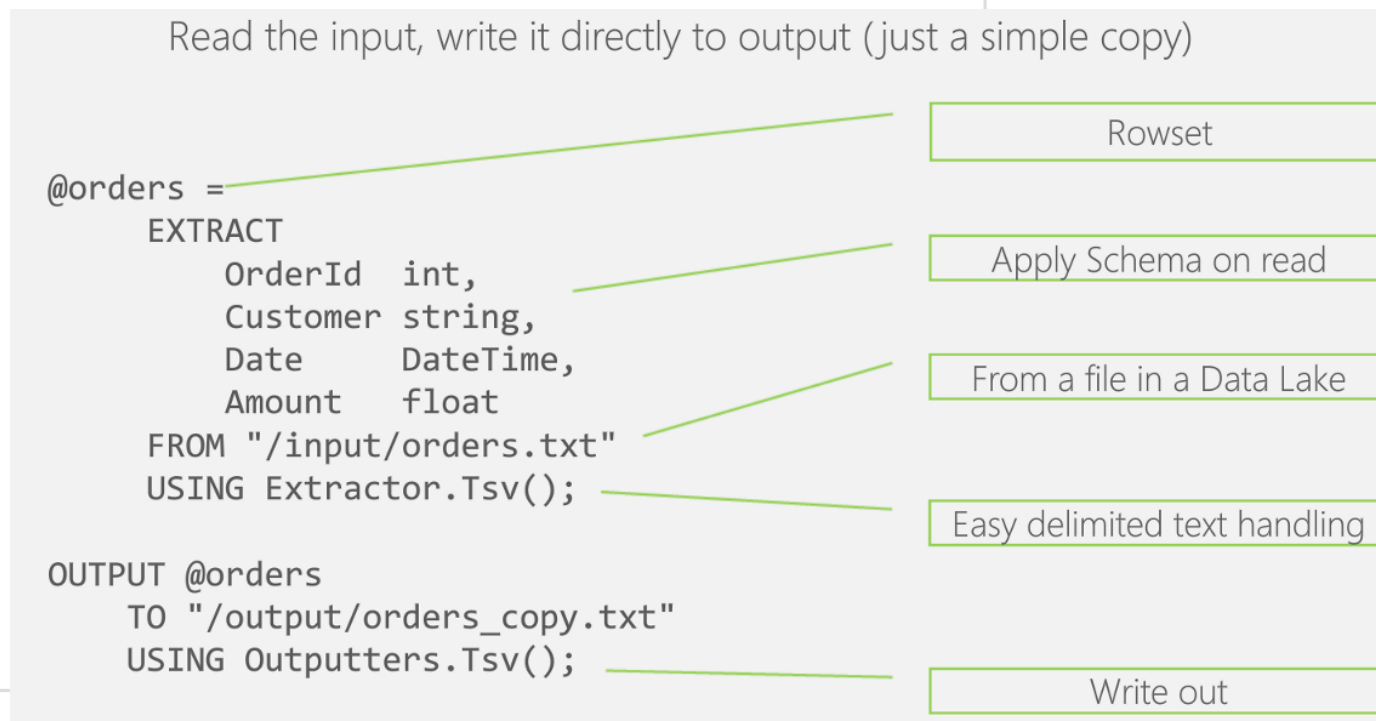 Read the input, write it directly to output (just a simple copy)
Rowset
@orders =
EXTRACT
OrderId int,
Apply Schema on read
Customer string,
Date DateTime,
From a file in a Data Lake
Amount float
FROM "/input/orders.txt"
USING Extractor.Tsv();
Easy delimited text handling
OUTPUT @orders
TO "/output/orders_copy.txt"
USING Outputters.Tsv();
Write out